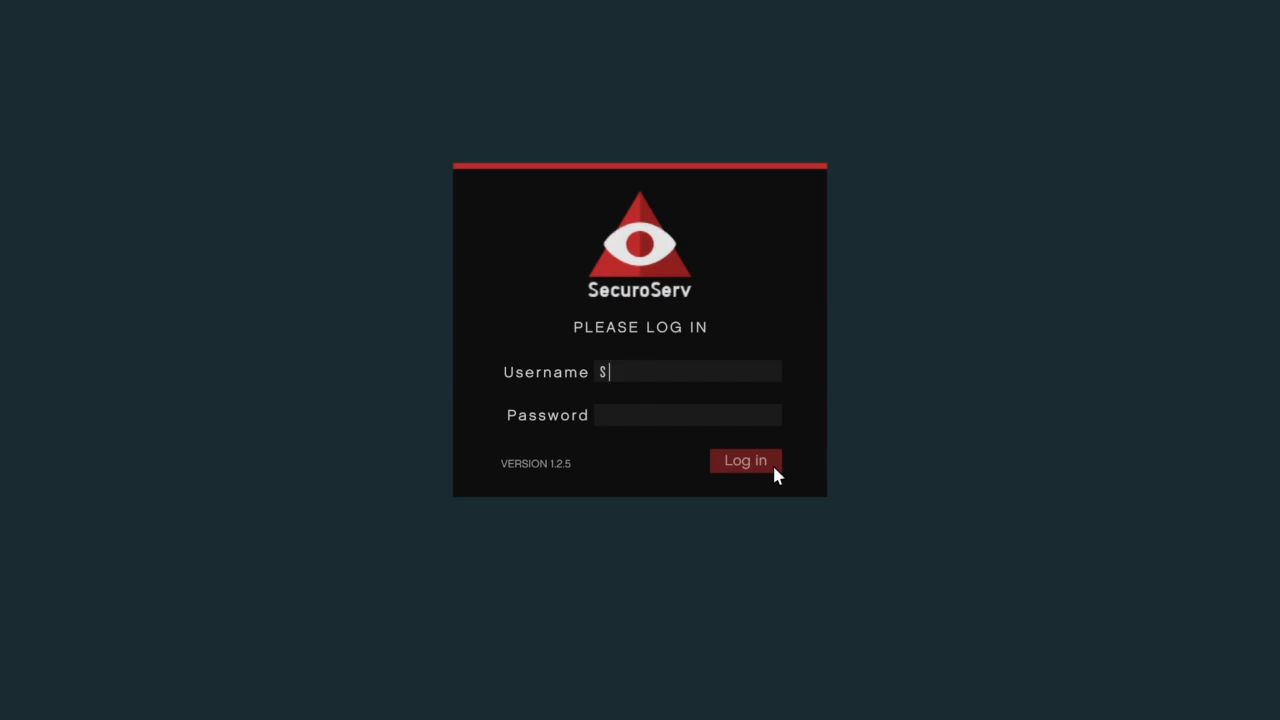 SecuroServ
PLEASE LOG IN
Username S
Password
VERSION 1.2.5 Log in